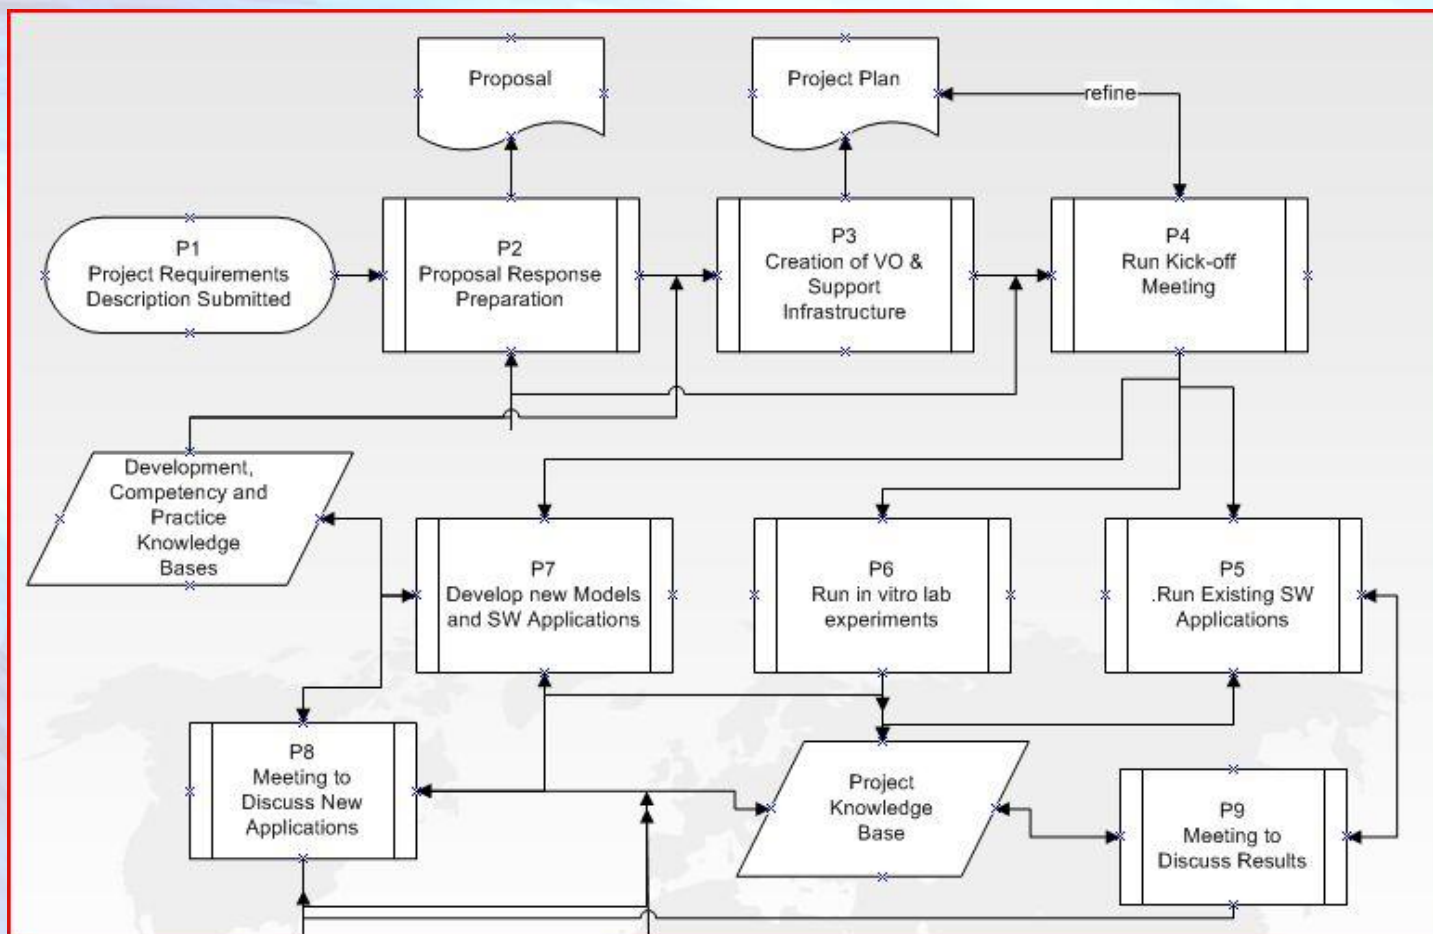 Proposal
Project Plan
refine
P1
Project Requirements
Description Submitted
P2
Proposal Response
Preparation
P3
Creation of VO &
Support
Infrastructure
P4
Run Kick-off
Meeting
Development,
Competency and
Practice
Knowledge
Bases
P7
Develop new Models
and SW Applications
P6
Run in vitro lab
experiments
P5
.Run Existing SW
Applications
P8
Meeting to
Discuss New
Applications
Project
Knowledge
Base
P9
Meeting to
Discuss Results